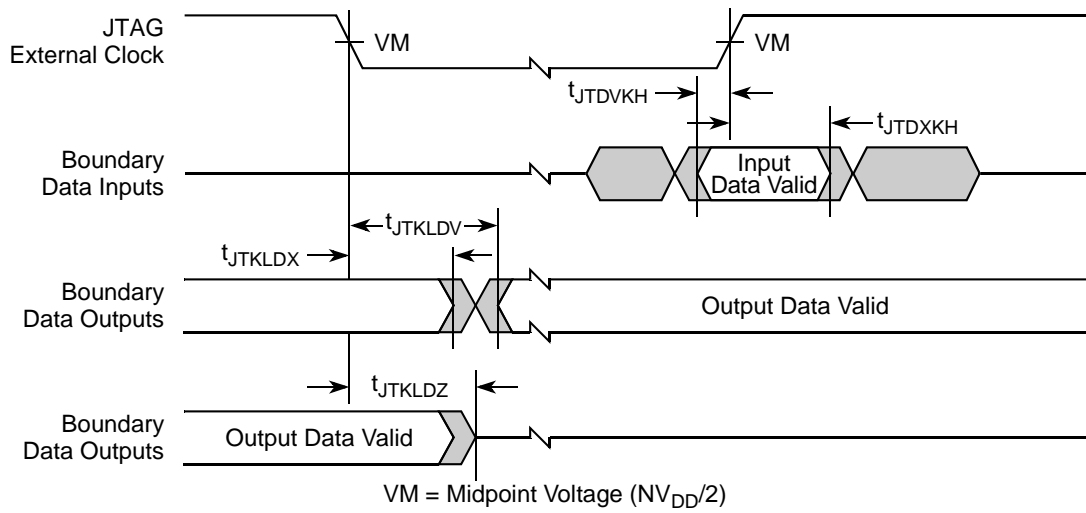 JTAG
External Clock
VM
VM
tJTDVKH
tJTDXKH
Boundary
Data Inputs
Input
Data Valid
tJTKLDV
tJTKLDX
Boundary
Data Outputs
Output Data Valid
tJTKLDZ
Boundary
Data Outputs
Output Data Valid
VM = Midpoint Voltage (NVDD/2)